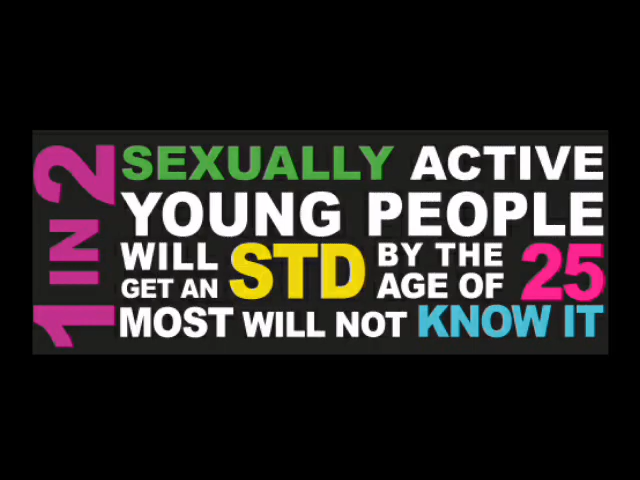 1 IN 2
SEXUALLY ACTIVE
YOUNG PEOPLE
WILL GET AN STD BY THE AGE OF 25
MOST WILL NOT KNOW IT